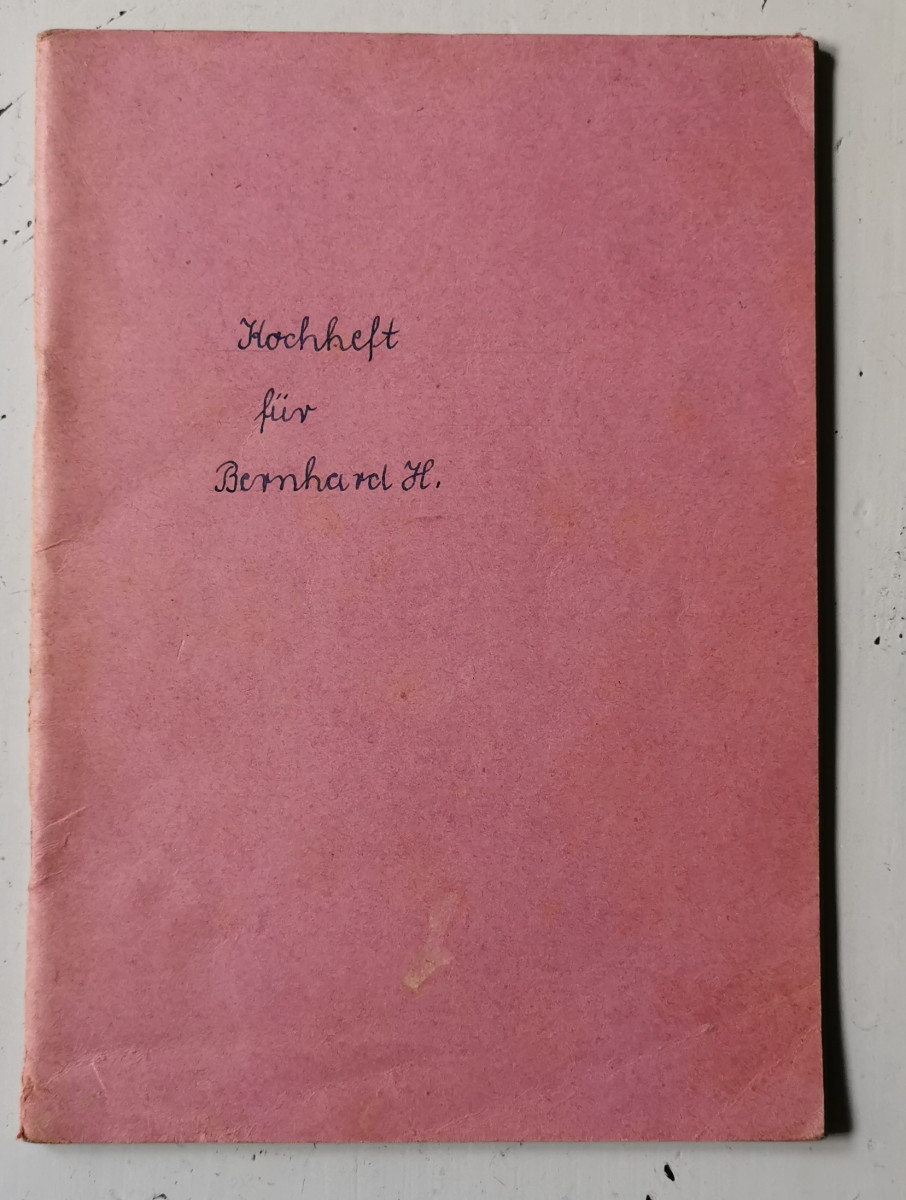 Kochheft
für
Bernhard H.